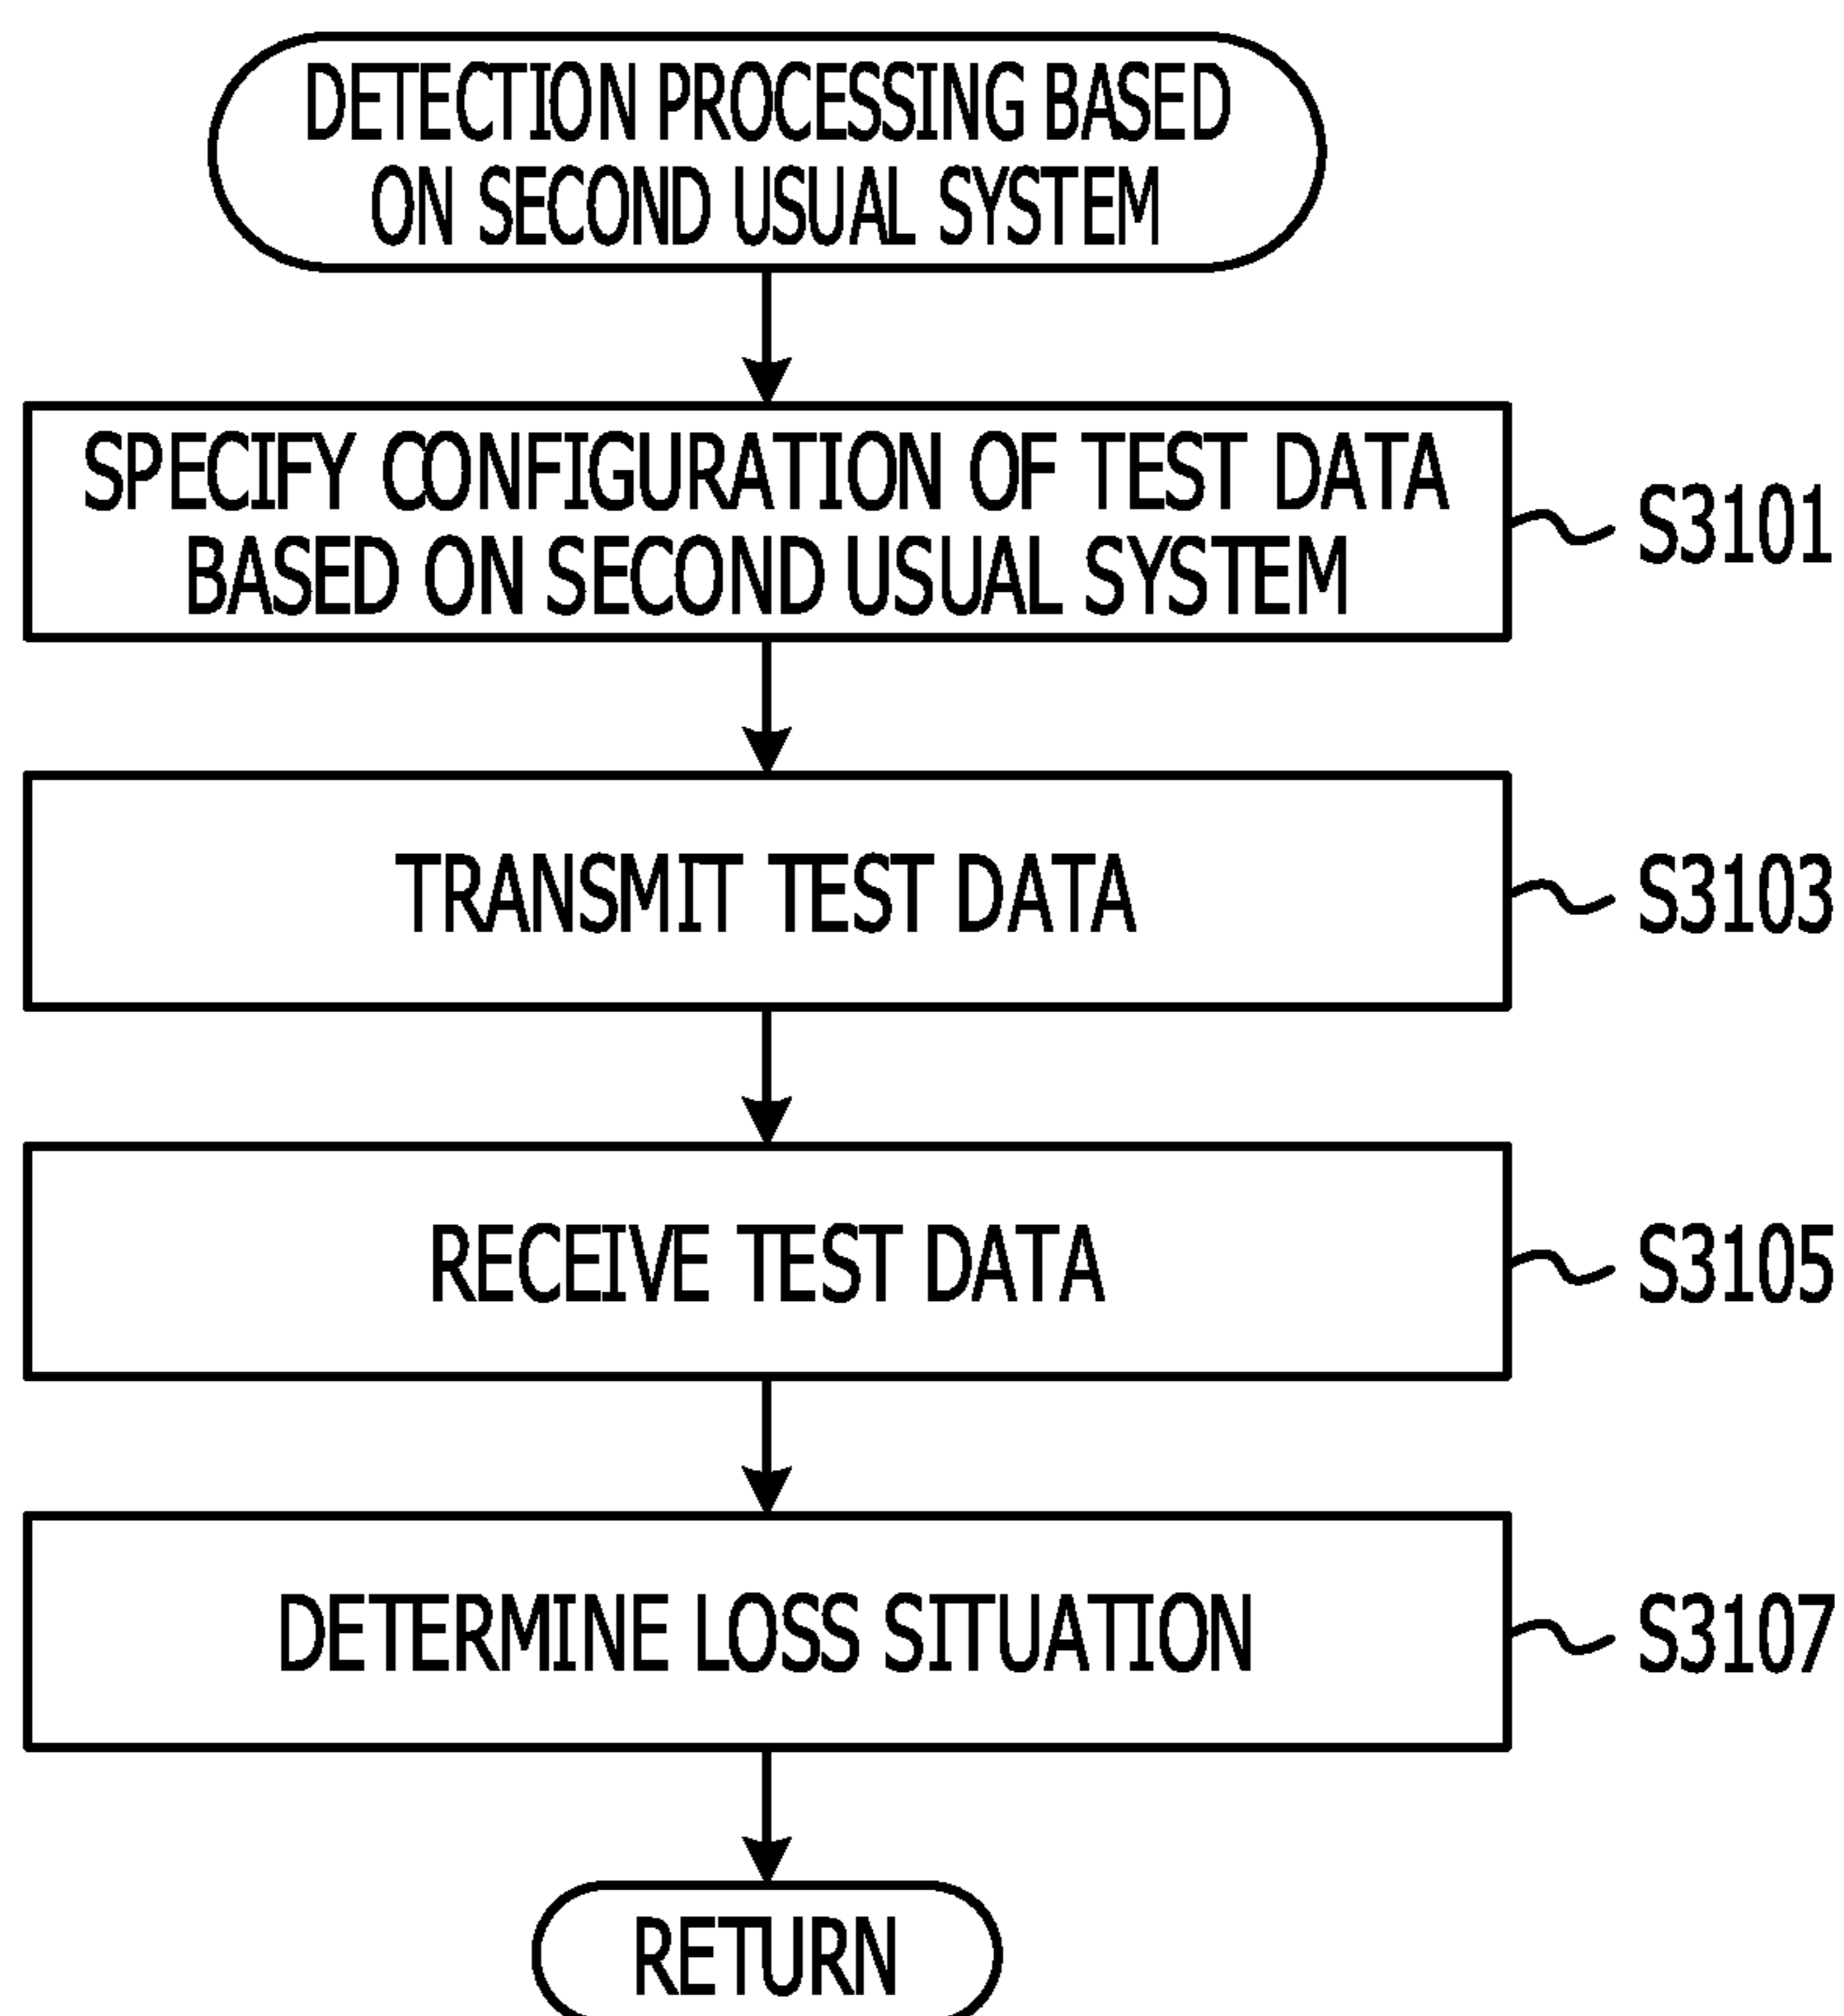 DETECTION PROCESSING BASED
ON SECOND USUAL SYSTEM
SPECIFY CONFIGURATION OF TEST DATA
BASED ON SECOND USUAL SYSTEM
S3101
TRANSMIT TEST DATA
S3103
RECEIVE TEST DATA
S3105
DETERMINE LOSS SITUATION
S3107
RETURN